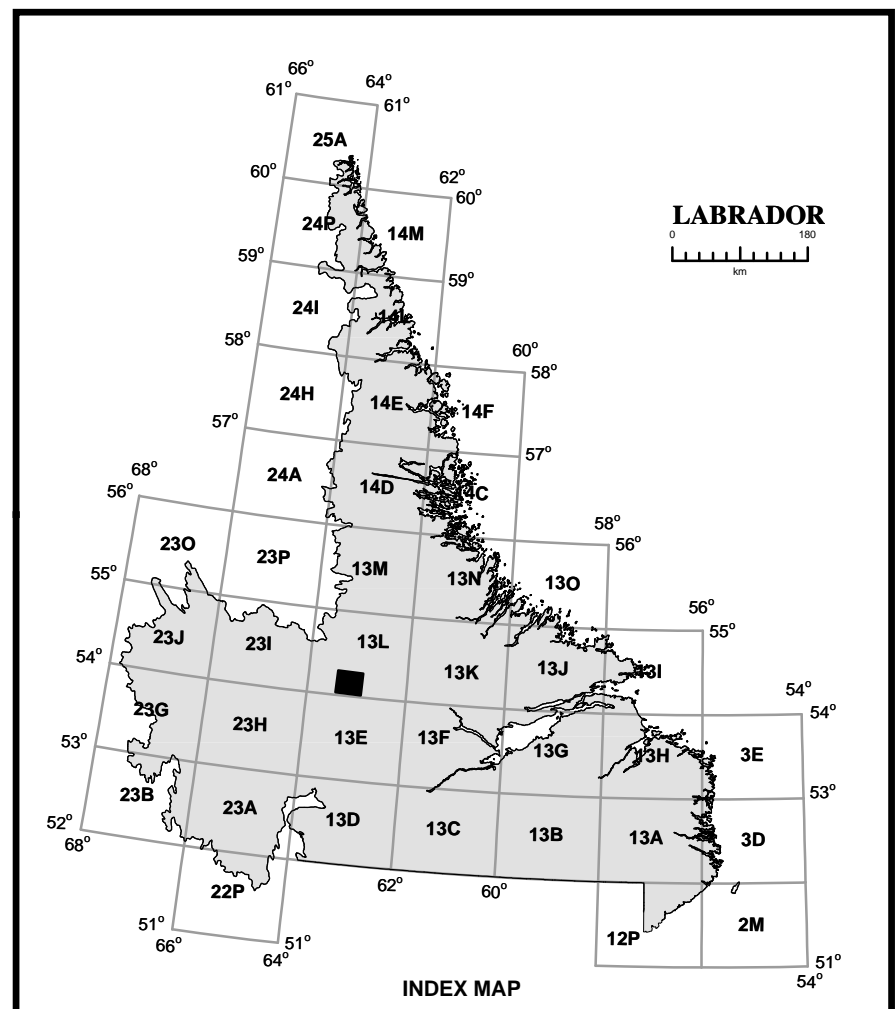 66° 64°
61° 61°
25A
60° 62°
60°
LABRADOR
0 180
km
24P 14M
59° 59°
24I 14L
58° 60°
58°
24H 14E 14F
57° 57°
68° 24A 14D 14C
56° 58°
56°
23O 23P 13M 13N 13O
55° 56°
55°
23J 23I 13L 13K 13J 13I
54° 54°
23G 23H 13E 13F 13G 13H 3E
53° 53°
23B 23A 13D 13C 13B 13A 3D
52°
68° 62° 60°
22P 12P 2M
51° 51° 51°
66° 64° 54°
INDEX MAP